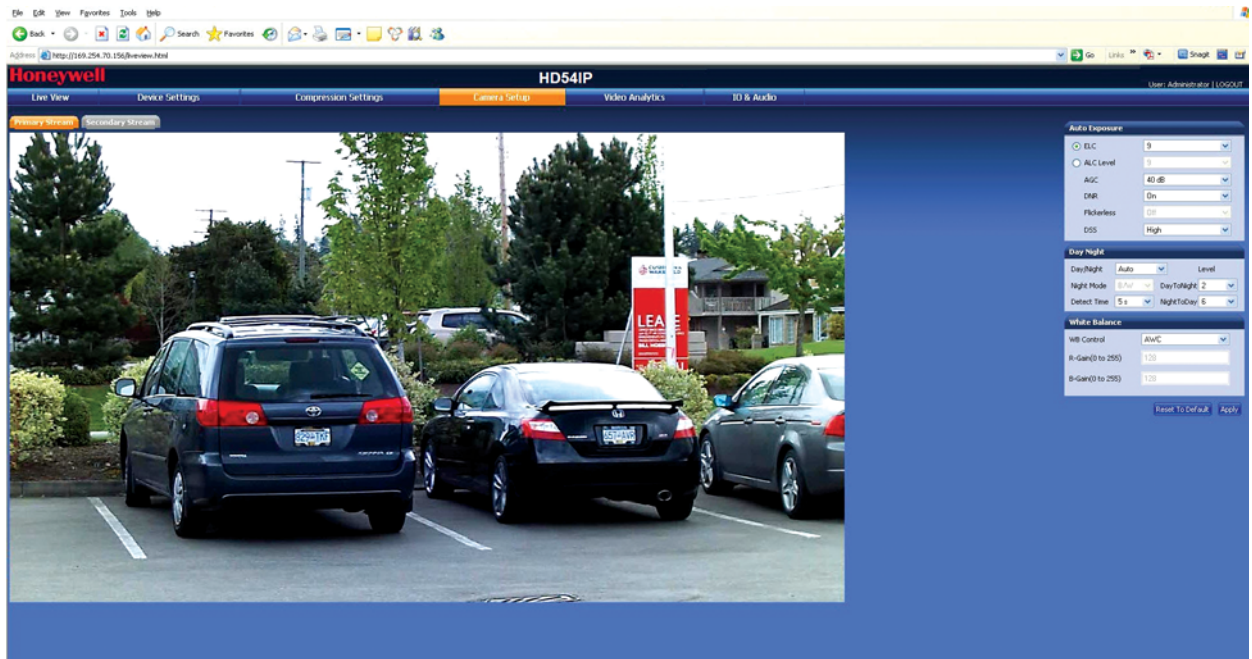 File Edit View Favorites Tools Help
Back Search Favorites
Address http://169.254.70.156/liveview.html Go Links » SnagIt
Honeywell
HD54IP
User: Administrator | LOGOUT
Live View Device Settings Compression Settings Camera Setup Video Analytics IO & Audio
Primary Stream Secondary Stream
LEASE
Auto Exposure
ELC 9
ALC Level 9
AGC 40 dB
DNR On
Flickerless Off
DSS High
Day Night
Day/Night Auto Level
Night Mode B/W DayToNight 2
Detect Time 5 s NightToDay 6
White Balance
WB Control AWC
R-Gain(0 to 255) 128
B-Gain(0 to 255) 128
Reset To Default Apply